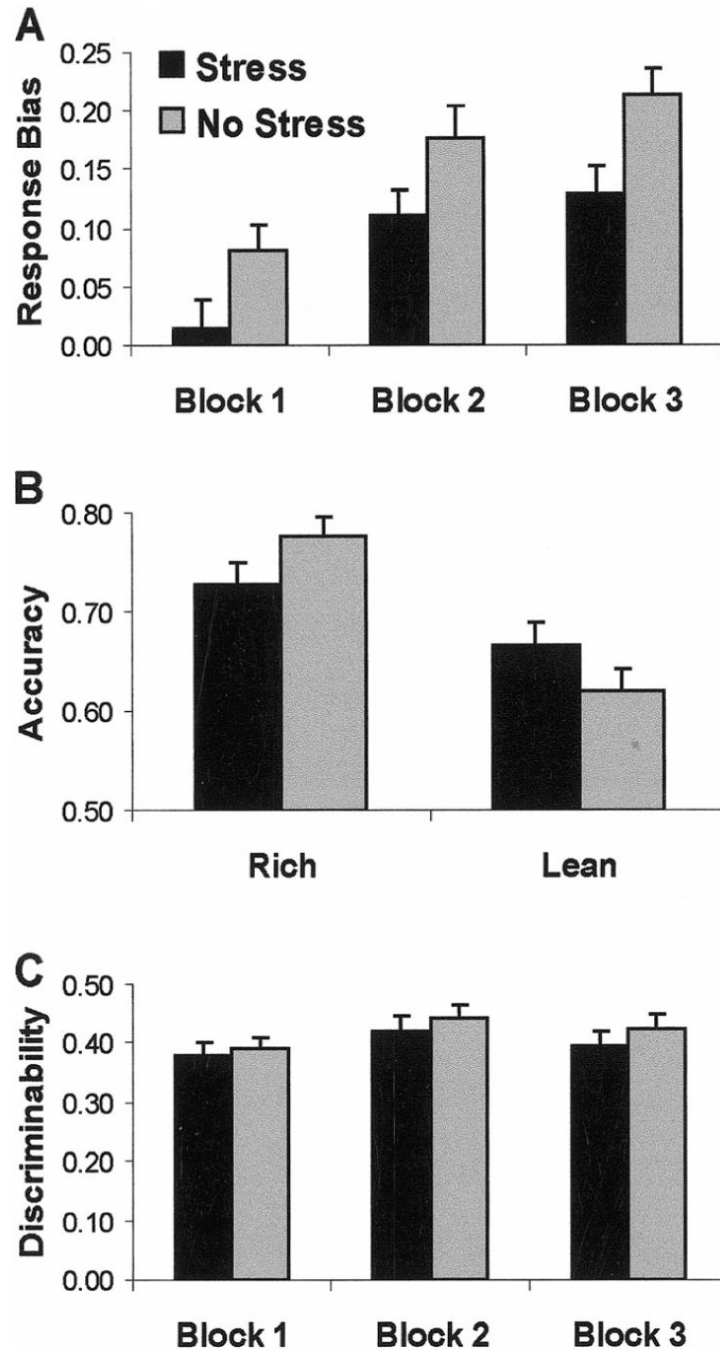 A
Response Bias
0.25
0.20
0.15
0.10
0.05
0.00
Stress
No Stress
Block 1 Block 2 Block 3
B
Accuracy
0.80
0.70
0.60
0.50
Rich Lean
C
Discriminability
0.50
0.40
0.30
0.20
0.10
0.00
Block 1 Block 2 Block 3